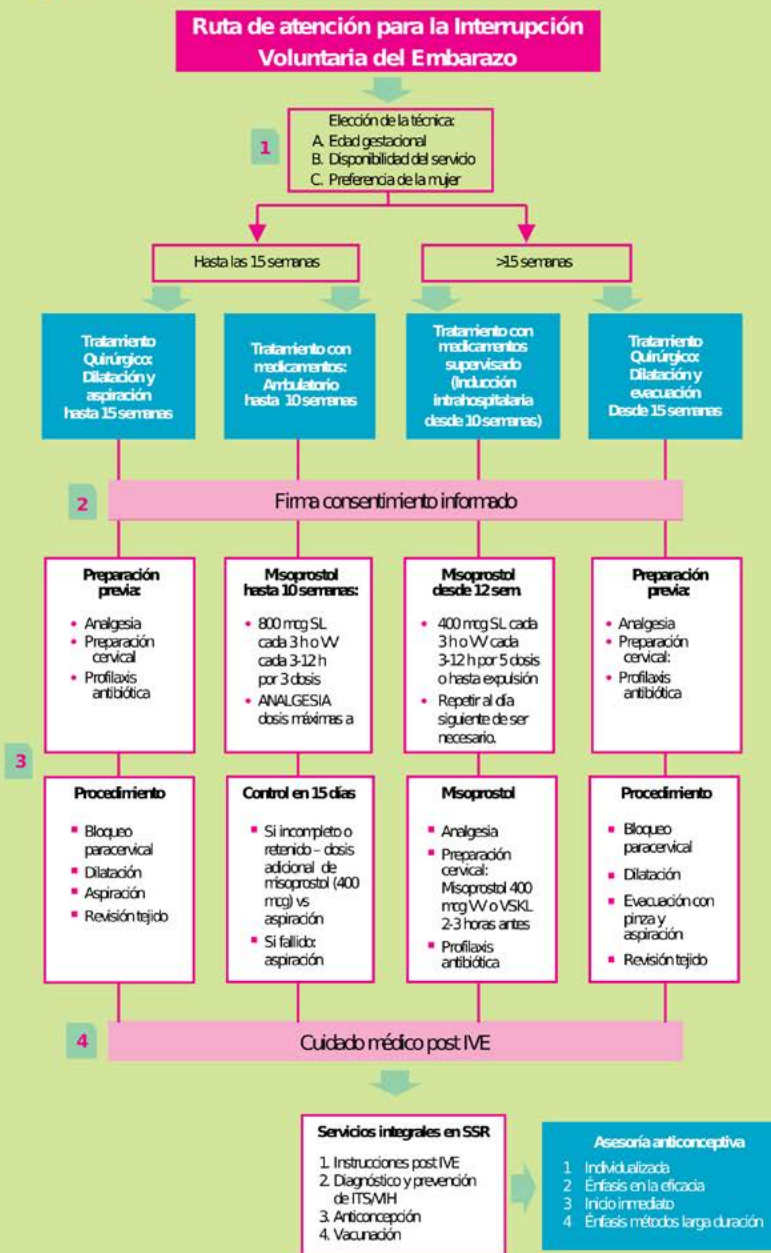 Ruta de atención para la Interrupción
Voluntaria del Embarazo
1
Elección de la técnica:
A. Edad gestacional
B. Disponibilidad del servicio
C. Preferencia de la mujer
Hasta las 15 semanas
>15 semanas
Tratamiento
Quirúrgico:
Dilatación y
aspiración
hasta 15 semanas
Tratamiento con
medicamentos:
Ambulatorio
hasta 10 semanas
Tratamiento con
medicamentos
supervisado
(Inducción
intrahospitalaria
desde 10 semanas)
Tratamiento
Quirúrgico:
Dilatación y
evacuación
Desde 15 semanas
2
Firma consentimiento informado
3
Preparación
previa:
• Analgesia
• Preparación
cervical
• Profilaxis
antibiótica
Misoprostol
hasta 10 semanas:
• 800 mcg SL
cada 3 h o VV
cada 3-12 h
por 3 dosis
• ANALGESIA
dosis máximas a
Misoprostol
desde 12 sem.
• 400 mcg SL cada
3 h o VV cada
3-12 h por 5 dosis
o hasta expulsión
• Repetir al día
siguiente de ser
necesario.
Preparación
previa:
• Analgesia
• Preparación
cervical:
• Profilaxis
antibiótica
Procedimiento
▪ Bloqueo
paracervical
▪ Dilatación
▪ Aspiración
▪ Revisión tejido
Control en 15 días
▪ Si incompleto o
retenido – dosis
adicional de
misoprostol (400
mcg) vs
aspiración
▪ Si fallido:
aspiración
Misoprostol
▪ Analgesia
▪ Preparación
cervical:
Misoprostol 400
mcg VV o VSKL
2-3 horas antes
▪ Profilaxis
antibiótica
Procedimiento
▪ Bloqueo
paracervical
▪ Dilatación
▪ Evacuación con
pinza y
aspiración
▪ Revisión tejido
4
Cuidado médico post IVE
Servicios integrales en SSR
1. Instrucciones post IVE
2. Diagnóstico y prevención
de ITS/VIH
3. Anticoncepción
4. Vacunación
Asesoría anticonceptiva
1 Individualizada
2 Énfasis en la eficacia
3 Inicio inmediato
4 Énfasis métodos larga duración